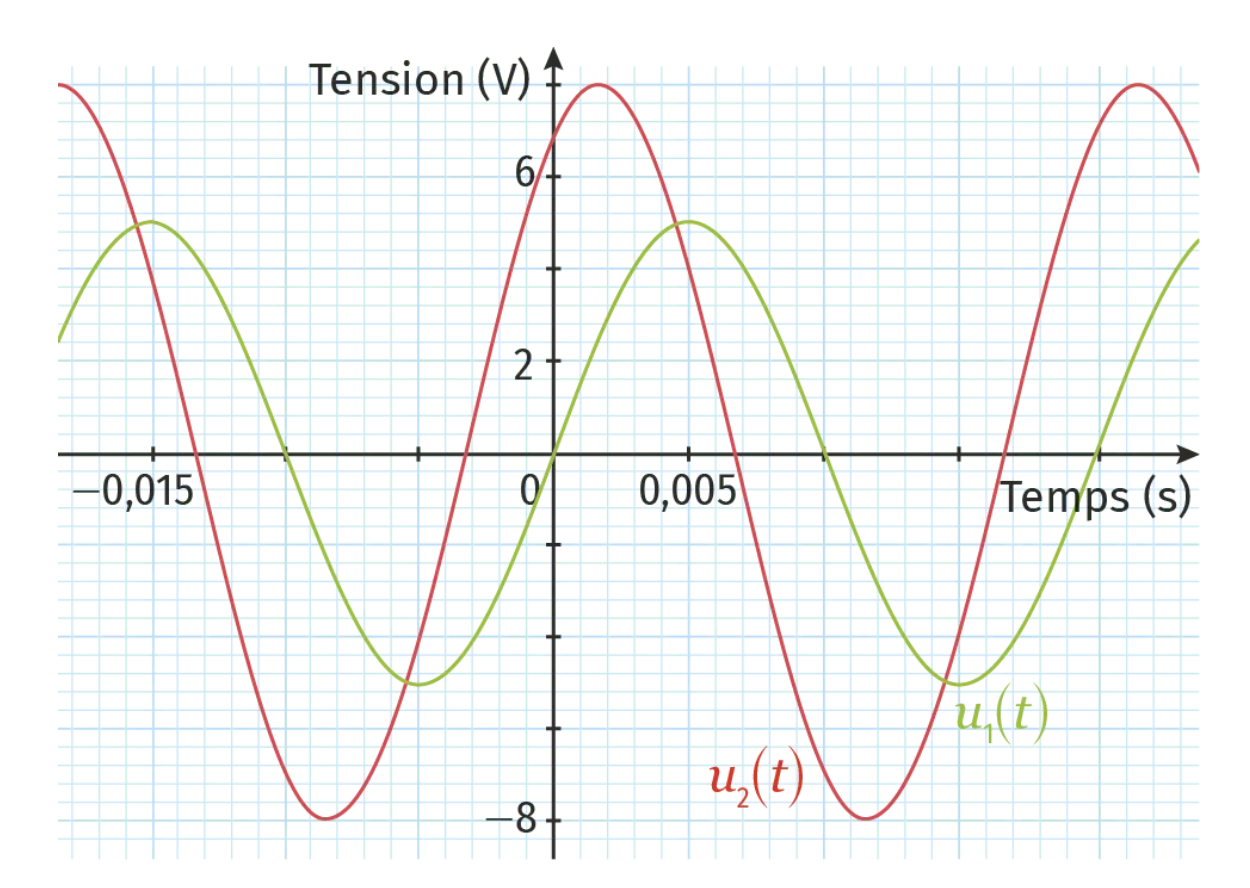 Tension (V)
6
2
−0,015
0
0,005
Temps (s)
u₁(t)
u₂(t)
−8